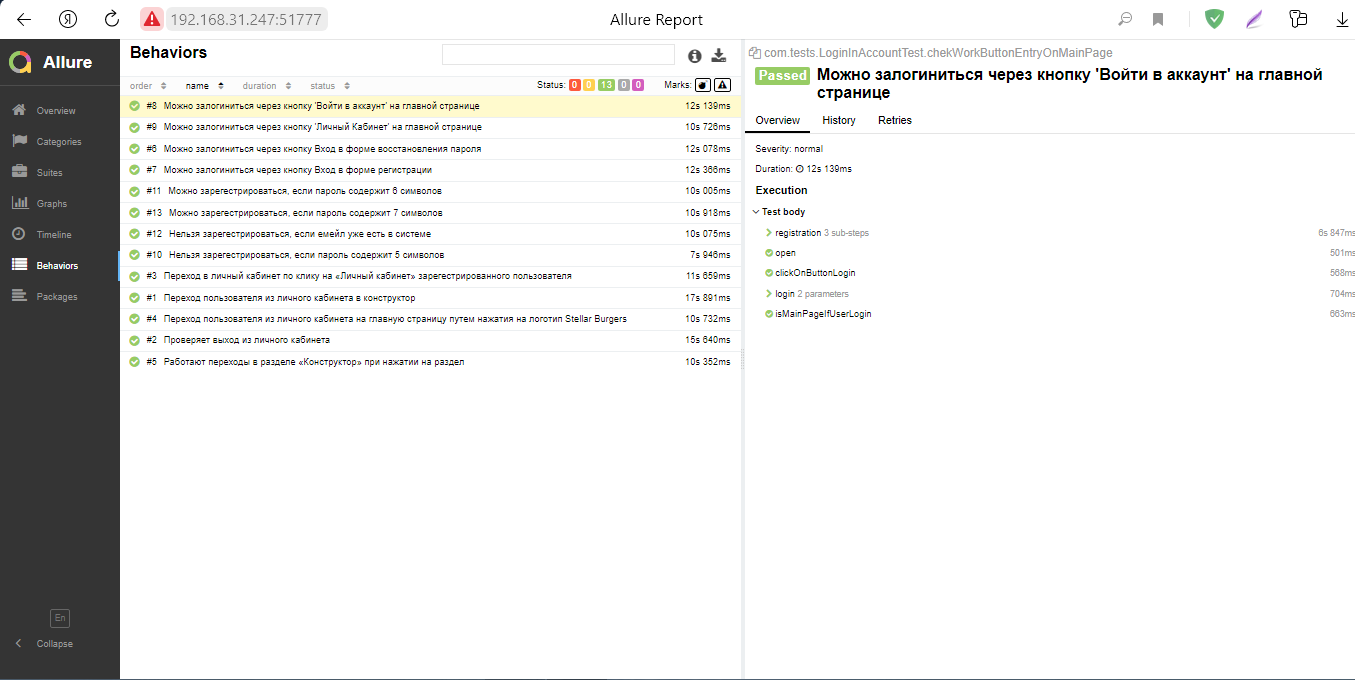 192.168.31.247:51777
Allure Report
Allure
Overview
Categories
Suites
Graphs
Timeline
Behaviors
Packages
En
Collapse
Behaviors
order name duration status Status: 0 0 13 0 0 Marks:
#8 Можно залогиниться через кнопку 'Войти в аккаунт' на главной странице 12s 139ms
#9 Можно залогиниться через кнопку 'Личный Кабинет' на главной странице 10s 726ms
#6 Можно залогиниться через кнопку Вход в форме восстановления пароля 12s 078ms
#7 Можно залогиниться через кнопку Вход в форме регистрации 12s 366ms
#11 Можно зарегестрироваться, если пароль содержит 6 символов 10s 005ms
#13 Можно зарегестрироваться, если пароль содержит 7 символов 10s 918ms
#12 Нельзя зарегестрироваться, если емейл уже есть в системе 10s 075ms
#10 Нельзя зарегестрироваться, если пароль содержит 5 символов 7s 946ms
#3 Переход в личный кабинет по клику на «Личный кабинет» зарегестрированного пользователя 11s 659ms
#1 Переход пользователя из личного кабинета в конструктор 17s 891ms
#4 Переход пользователя из личного кабинета на главную страницу путем нажатия на логотип Stellar Burgers 10s 732ms
#2 Проверяет выход из личного кабинета 15s 640ms
#5 Работают переходы в разделе «Конструктор» при нажатии на раздел 10s 352ms
com.tests.LoginInAccountTest.chekWorkButtonEntryOnMainPage
Passed Можно залогиниться через кнопку 'Войти в аккаунт' на главной
странице
Overview History Retries
Severity: normal
Duration: 12s 139ms
Execution
Test body
registration 3 sub-steps 6s 847ms
open 501ms
clickOnButtonLogin 568ms
login 2 parameters 704ms
isMainPageIfUserLogin 663ms